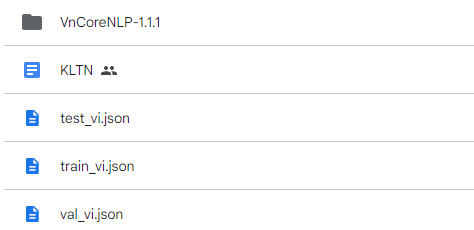 VnCoreNLP-1.1.1
KLTN
test_vi.json
train_vi.json
val_vi.json